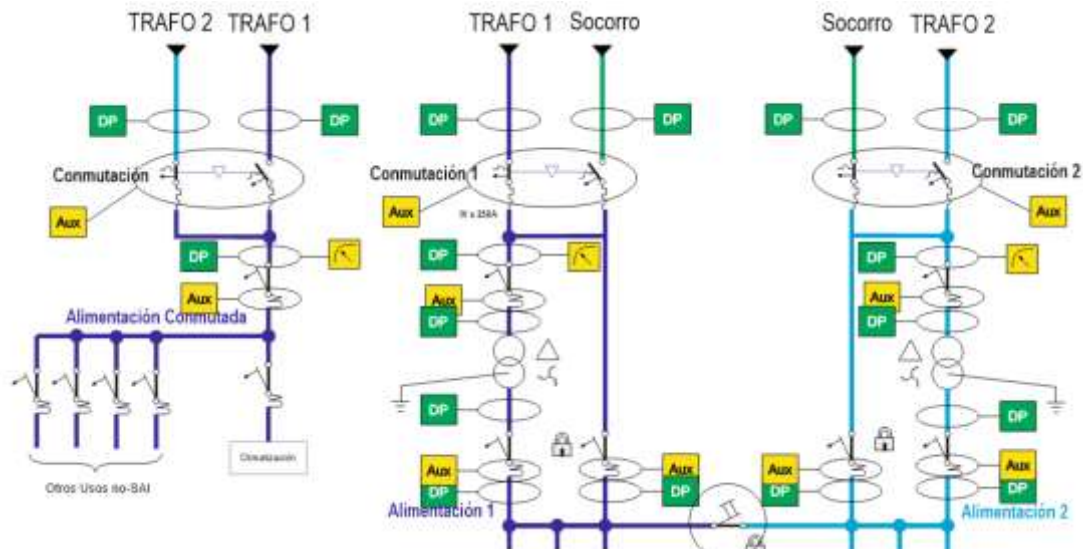 TRAFO 2 TRAFO 1 TRAFO 1 Socorro Socorro TRAFO 2
DP DP DP DP DP DP
Conmutación Conmutación 1 Conmutación 2
Aux Aux Aux
DP DP DP
Aux Aux Aux
Alimentación Conmutada DP DP
DP DP
Climatización Aux Aux Aux Aux
Otros Usos no-SAI DP DP DP DP
Alimentación 1 Alimentación 2